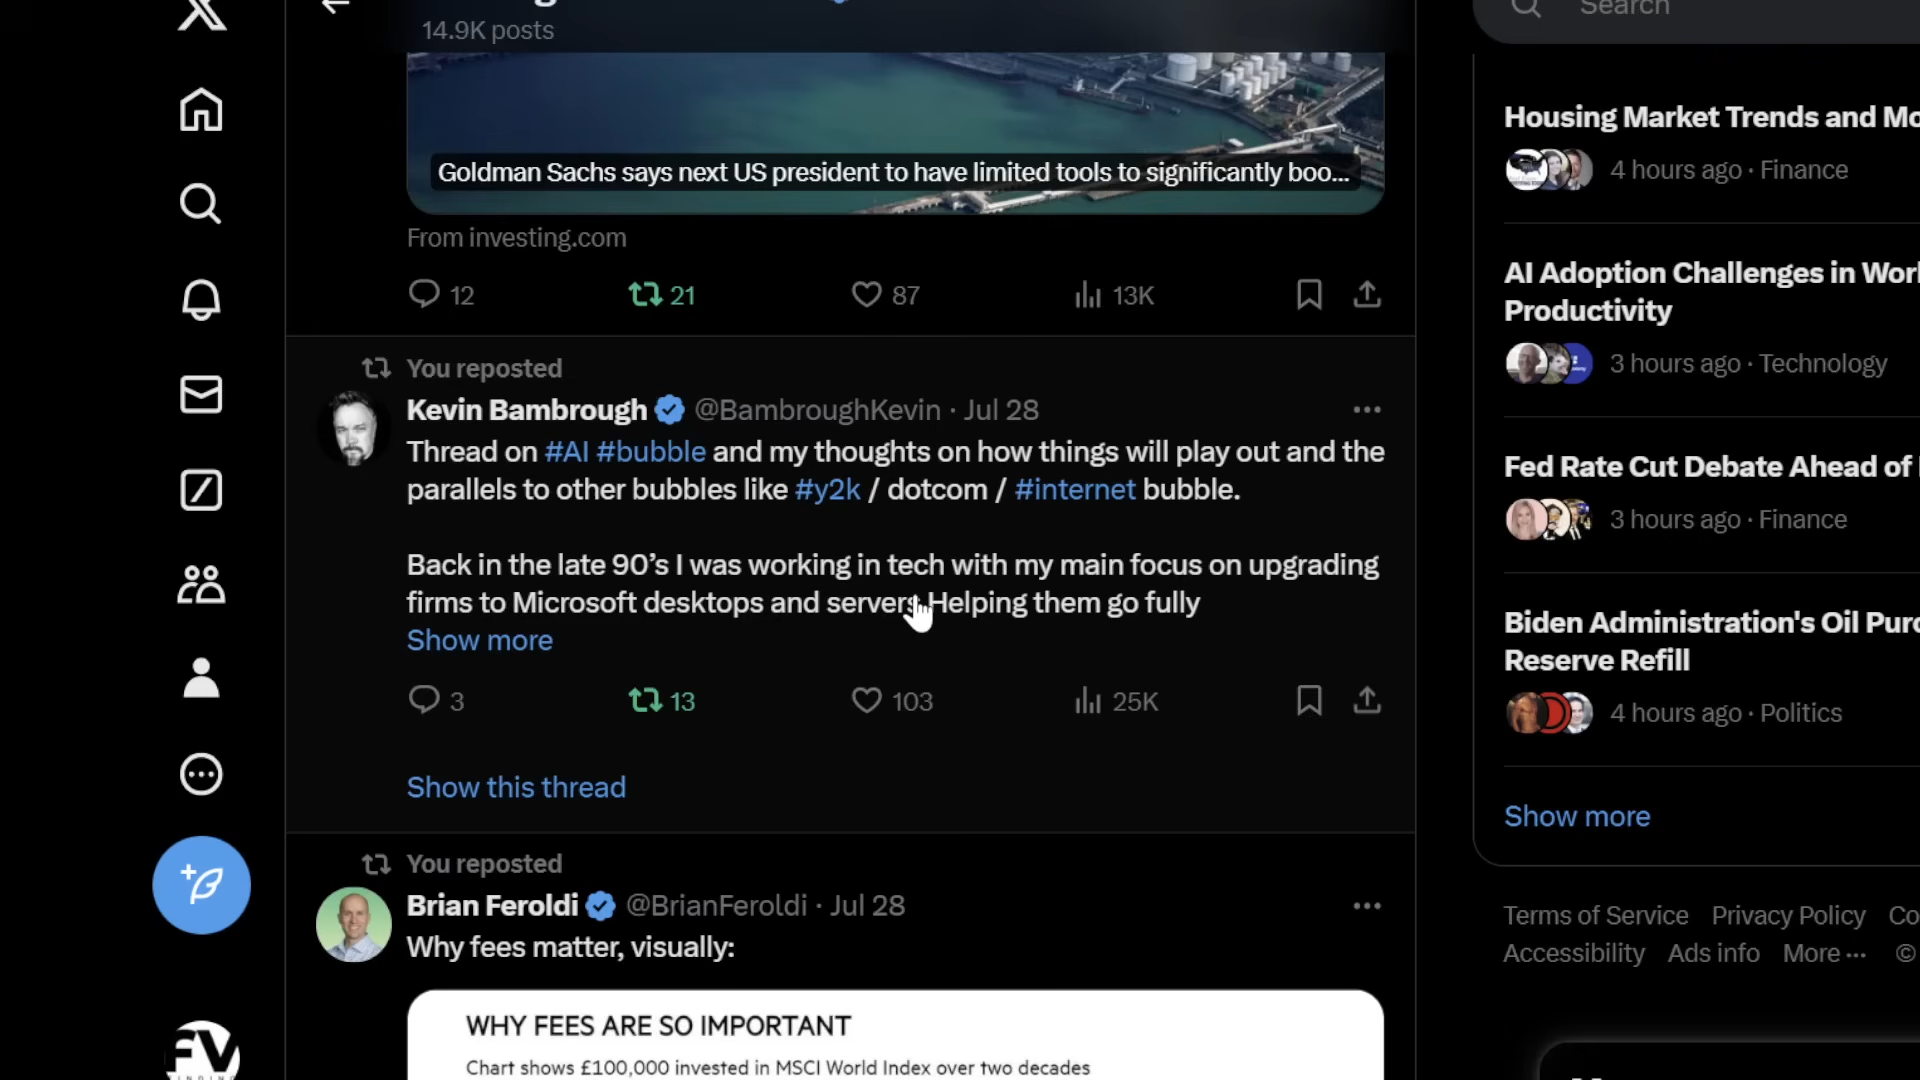 14.9K posts
Goldman Sachs says next US president to have limited tools to significantly boo...
From investing.com
12 21 87 13K
You reposted
Kevin Bambrough @BambroughKevin · Jul 28
Thread on #AI #bubble and my thoughts on how things will play out and the
parallels to other bubbles like #y2k / dotcom / #internet bubble.
Back in the late 90’s I was working in tech with my main focus on upgrading
firms to Microsoft desktops and servers Helping them go fully
Show more
3 13 103 25K
Show this thread
You reposted
Brian Feroldi @BrianFeroldi · Jul 28
Why fees matter, visually:
WHY FEES ARE SO IMPORTANT
Chart shows £100,000 invested in MSCI World Index over two decades
Search
Housing Market Trends and Mo
4 hours ago · Finance
AI Adoption Challenges in Worl
Productivity
3 hours ago · Technology
Fed Rate Cut Debate Ahead of
3 hours ago · Finance
Biden Administration's Oil Purc
Reserve Refill
4 hours ago · Politics
Show more
Terms of Service Privacy Policy Co
Accessibility Ads info More ··· ©
FV